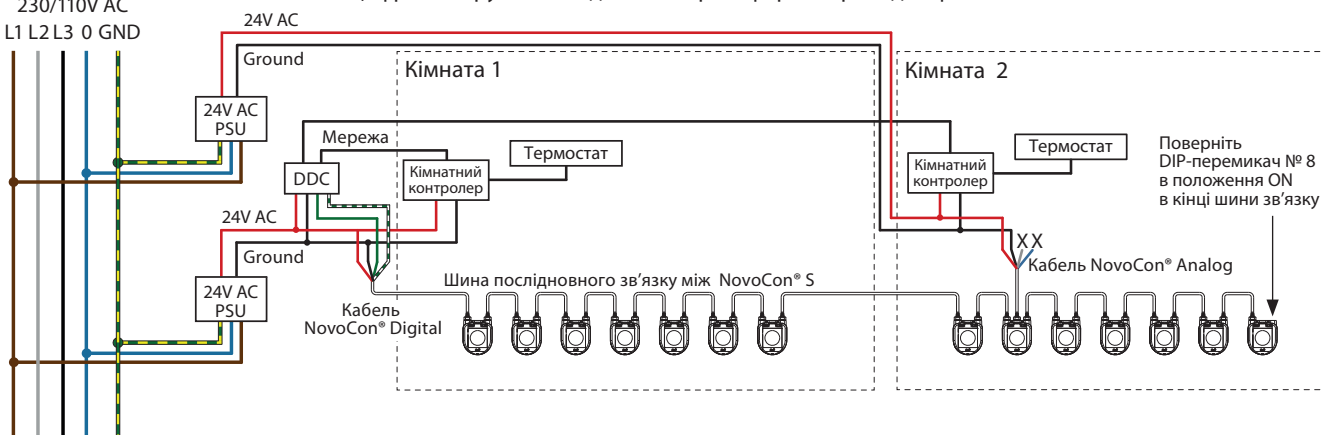 230/110V AC
L1 L2 L3 0 GND
24V AC
Ground
24V AC
PSU
Кімната 1
Кімната 2
Мережа
DDC
Кімнатний
контролер
Термостат
Кімнатний
контролер
Термостат
Поверніть
DIP-перемикач № 8
в положення ON
в кінці шини зв’язку
24V AC
Ground
24V AC
PSU
X X
Кабель NovoCon® Analog
Шина послідновного зв’язку між NovoCon® S
Кабель
NovoCon® Digital